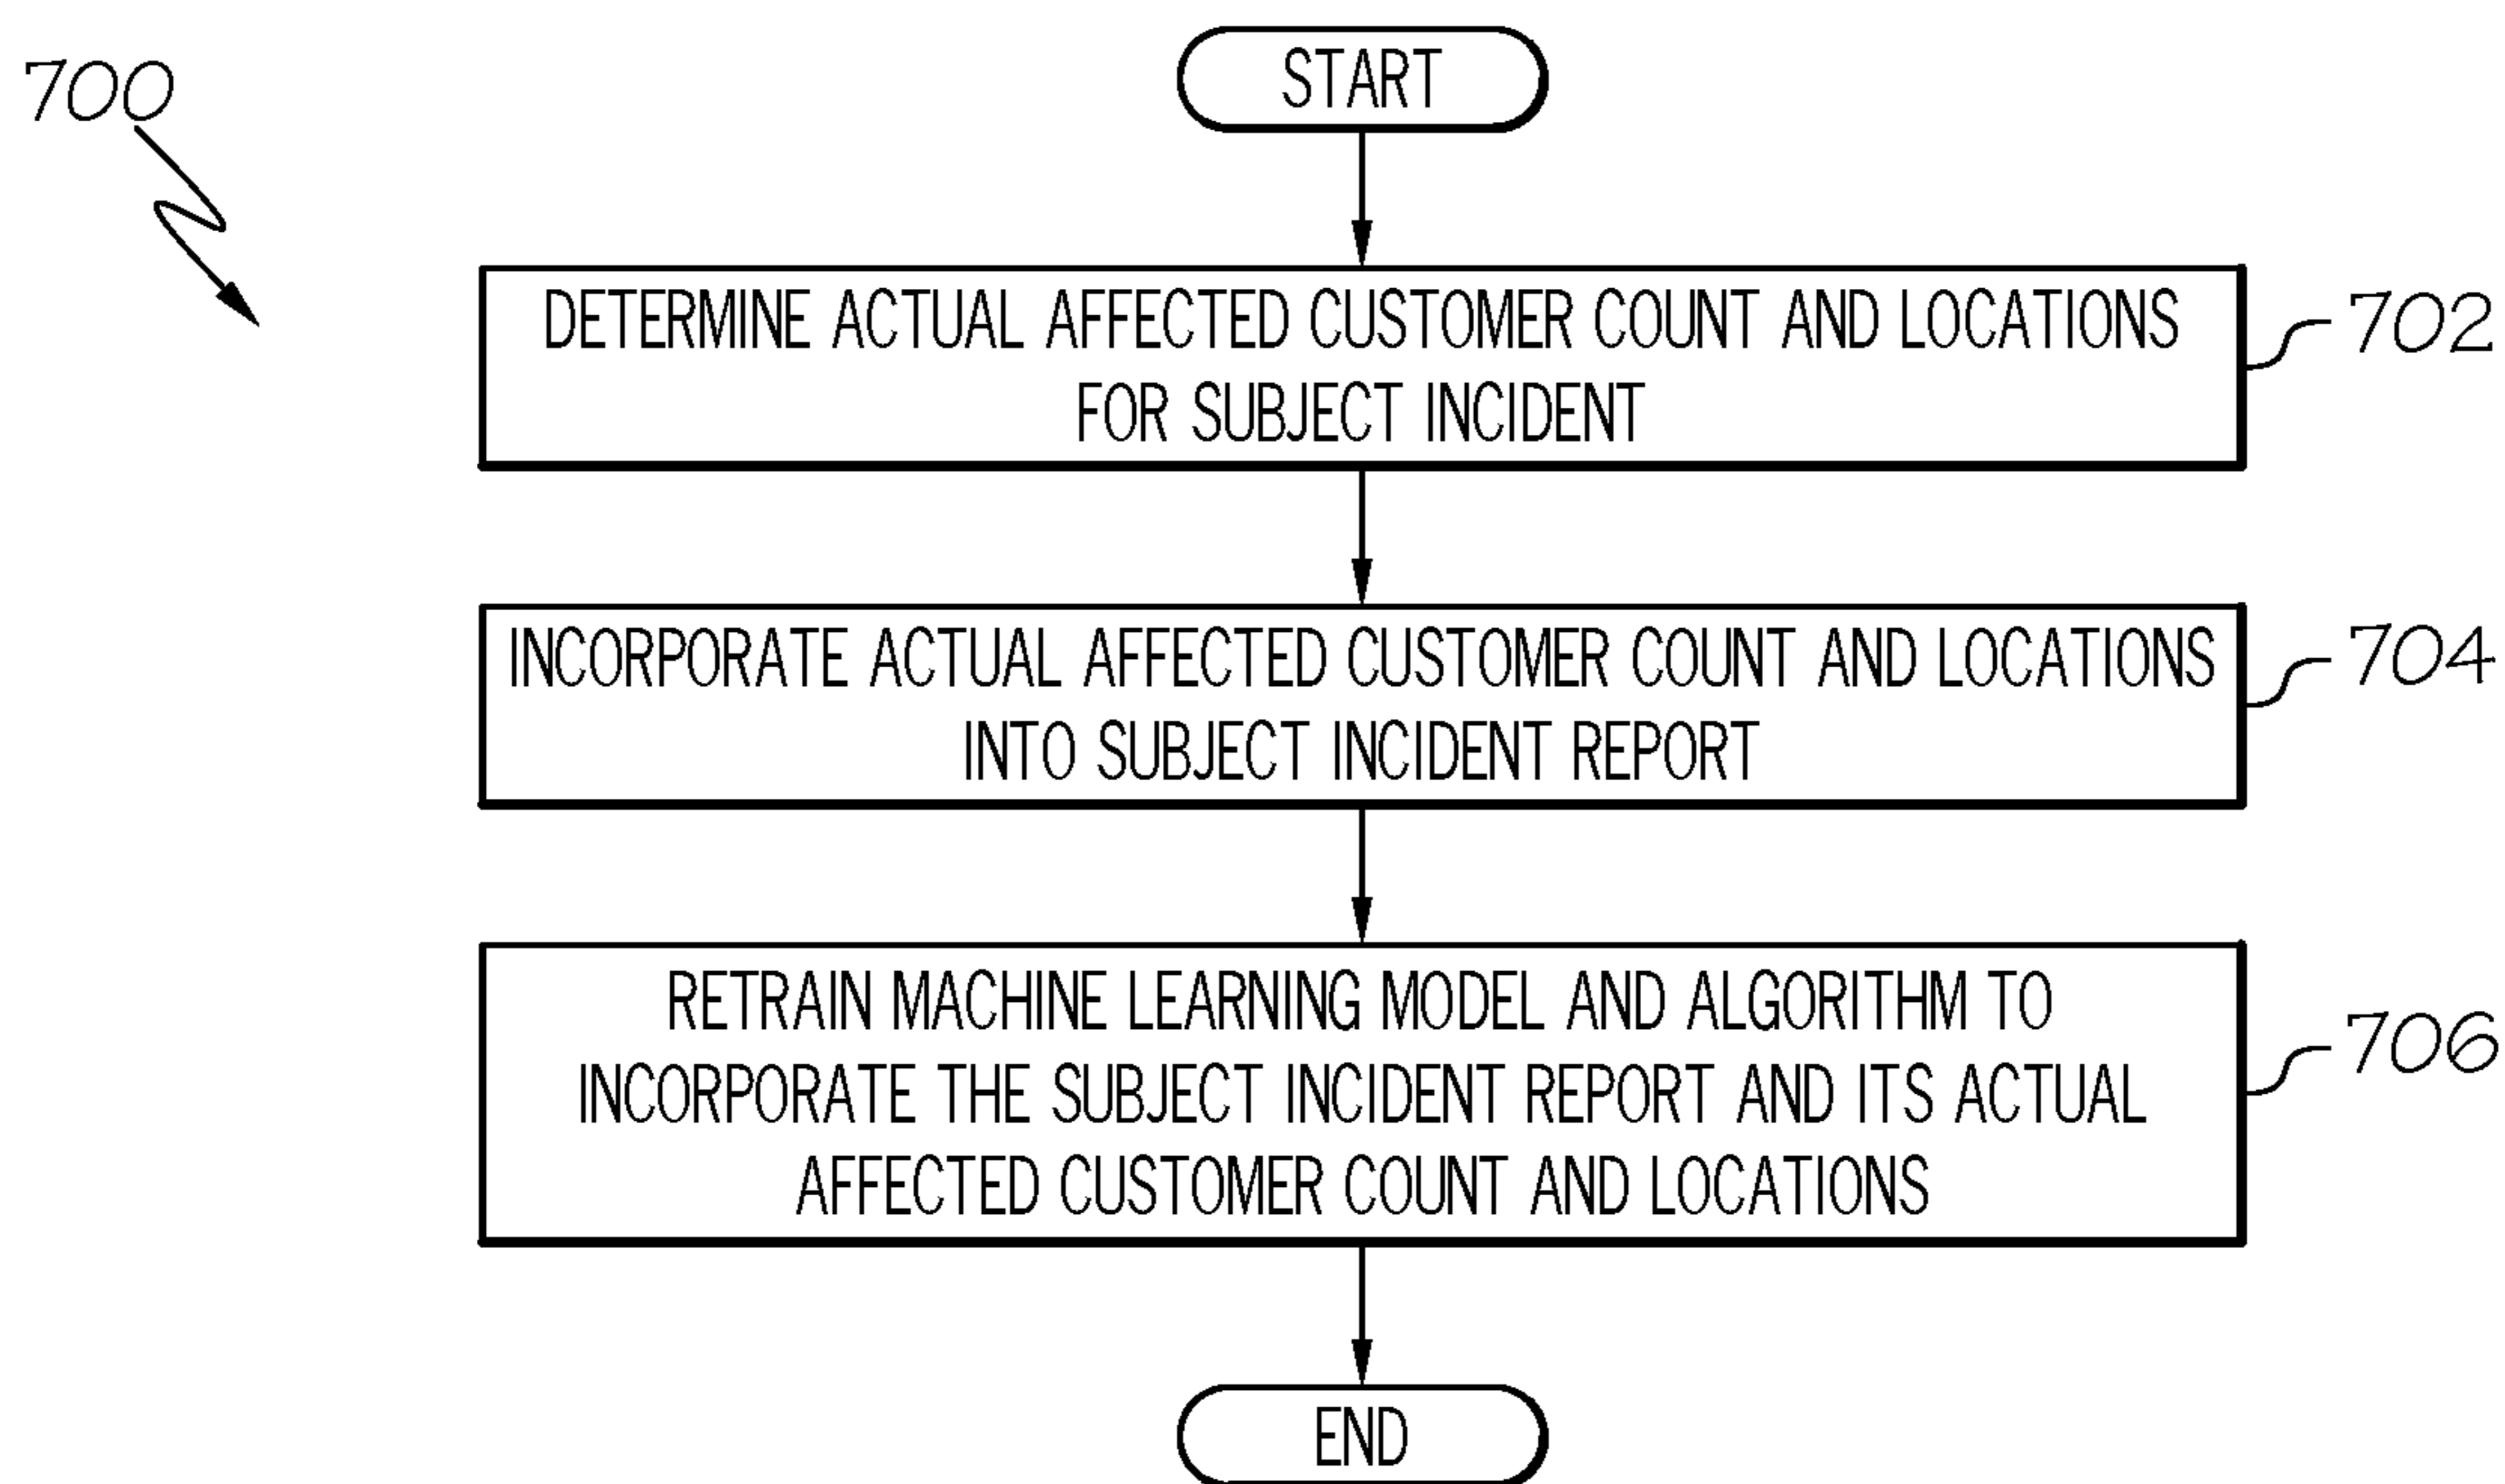 700
START
DETERMINE ACTUAL AFFECTED CUSTOMER COUNT AND LOCATIONS
FOR SUBJECT INCIDENT
702
INCORPORATE ACTUAL AFFECTED CUSTOMER COUNT AND LOCATIONS
INTO SUBJECT INCIDENT REPORT
704
RETRAIN MACHINE LEARNING MODEL AND ALGORITHM TO
INCORPORATE THE SUBJECT INCIDENT REPORT AND ITS ACTUAL
AFFECTED CUSTOMER COUNT AND LOCATIONS
706
END